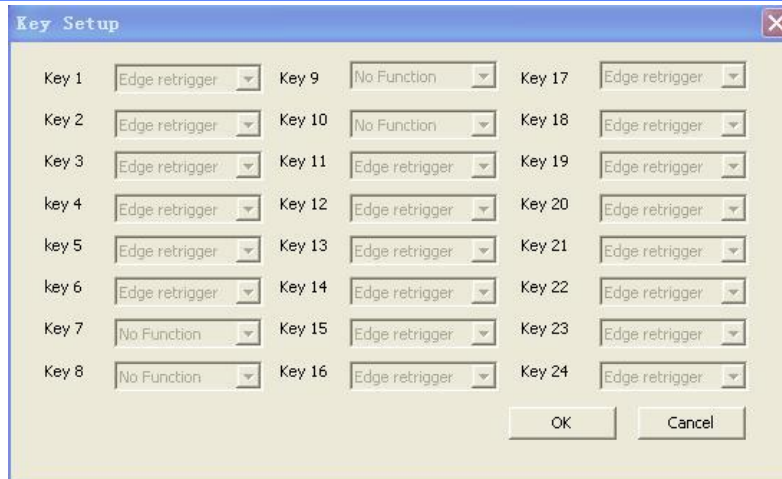 Key Setup
Key 1 Edge retrigger Key 9 No Function Key 17 Edge retrigger
Key 2 Edge retrigger Key 10 No Function Key 18 Edge retrigger
Key 3 Edge retrigger Key 11 Edge retrigger Key 19 Edge retrigger
key 4 Edge retrigger Key 12 Edge retrigger Key 20 Edge retrigger
key 5 Edge retrigger Key 13 Edge retrigger Key 21 Edge retrigger
key 6 Edge retrigger Key 14 Edge retrigger Key 22 Edge retrigger
Key 7 No Function Key 15 Edge retrigger Key 23 Edge retrigger
Key 8 No Function Key 16 Edge retrigger Key 24 Edge retrigger
OK Cancel